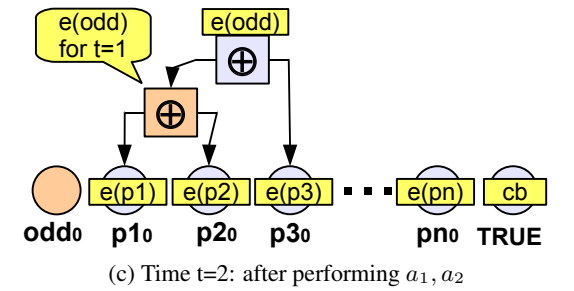 e(odd)
for t=1
e(odd)
⊕
⊕
e(p1) e(p2) e(p3) e(pn) cb
odd₀ p1₀ p2₀ p3₀ pn₀ TRUE
(c) Time t=2: after performing a₁, a₂